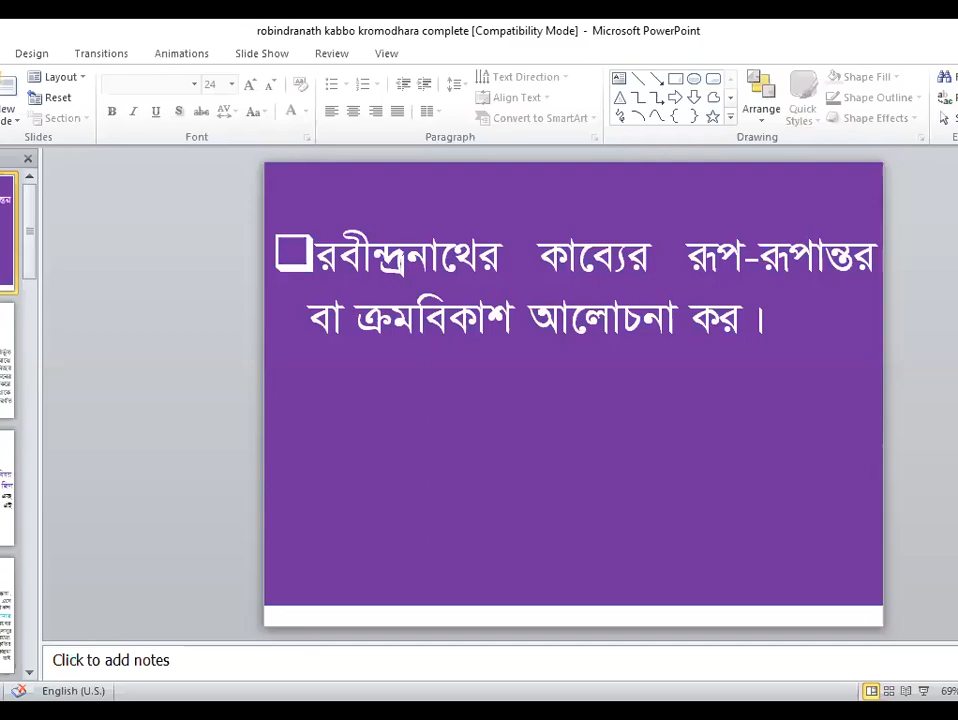 robindranath kabbo kromodhara complete [Compatibility Mode] - Microsoft PowerPoint
Design Transitions Animations Slide Show Review View
Layout
Reset
Section
Slides
24
Font
Paragraph
Text Direction
Align Text
Convert to SmartArt
Arrange
Quick Styles
Shape Fill
Shape Outline
Shape Effects
Drawing
রবীন্দ্রনাথের কাব্যের রূপ-রূপান্তর
বা ক্রমবিকাশ আলোচনা কর ।
Click to add notes
English (U.S.)
69%